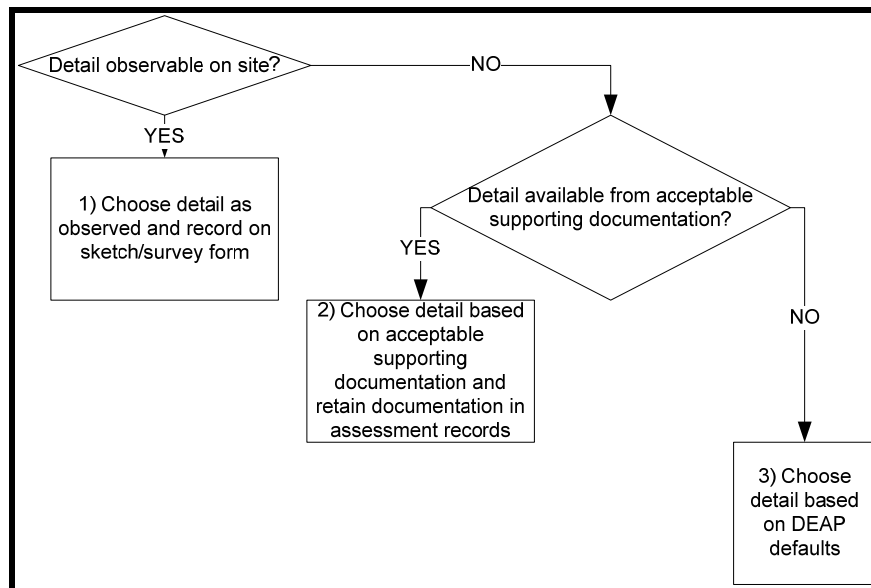 Detail observable on site?
NO
YES
1) Choose detail as
observed and record on
sketch/survey form
Detail available from acceptable
supporting documentation?
YES
2) Choose detail based
on acceptable
supporting
documentation and
retain documentation in
assessment records
NO
3) Choose
detail based
on DEAP
defaults